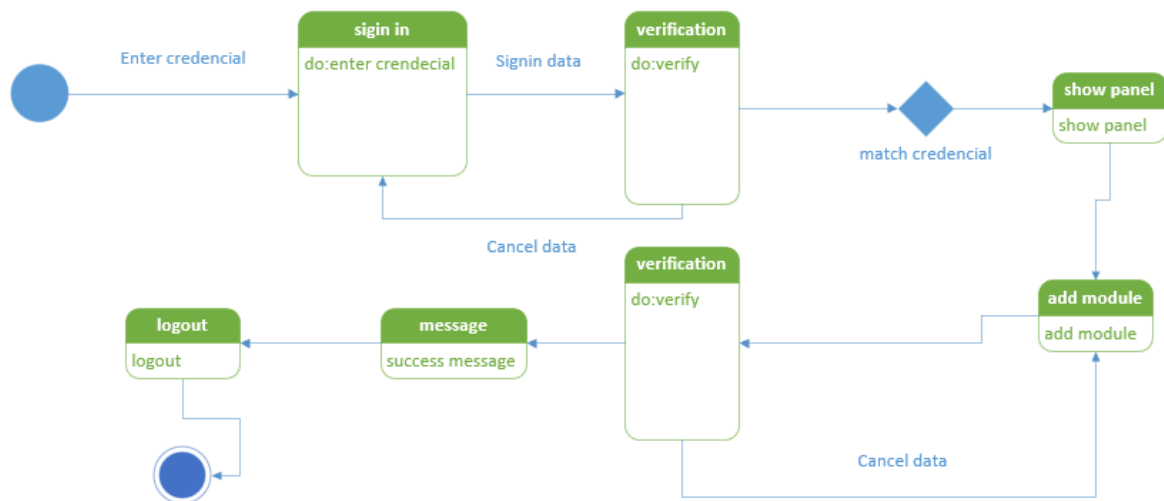 Enter credencial
sigin in
do:enter crendecial
Signin data
verification
do:verify
match credencial
show panel
show panel
Cancel data
add module
add module
verification
do:verify
message
success message
logout
logout
Cancel data